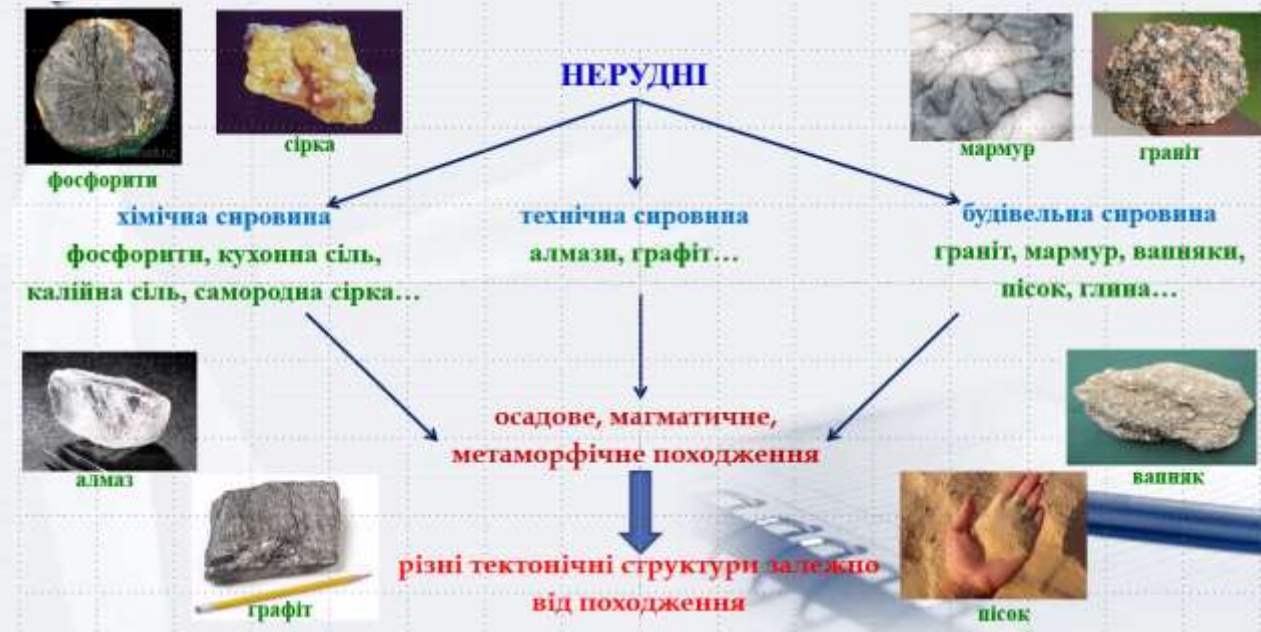 НЕРУДНІ
фосфорити
сірка
мармур
граніт
хімічна сировина
фосфорити, кухонна сіль,
калійна сіль, самородна сірка…
технічна сировина
алмази, графіт…
будівельна сировина
граніт, мармур, вапняки,
пісок, глина…
осадове, магматичне,
метаморфічне походження
алмаз
графіт
вапняк
пісок
різні тектонічні структури залежно
від походження